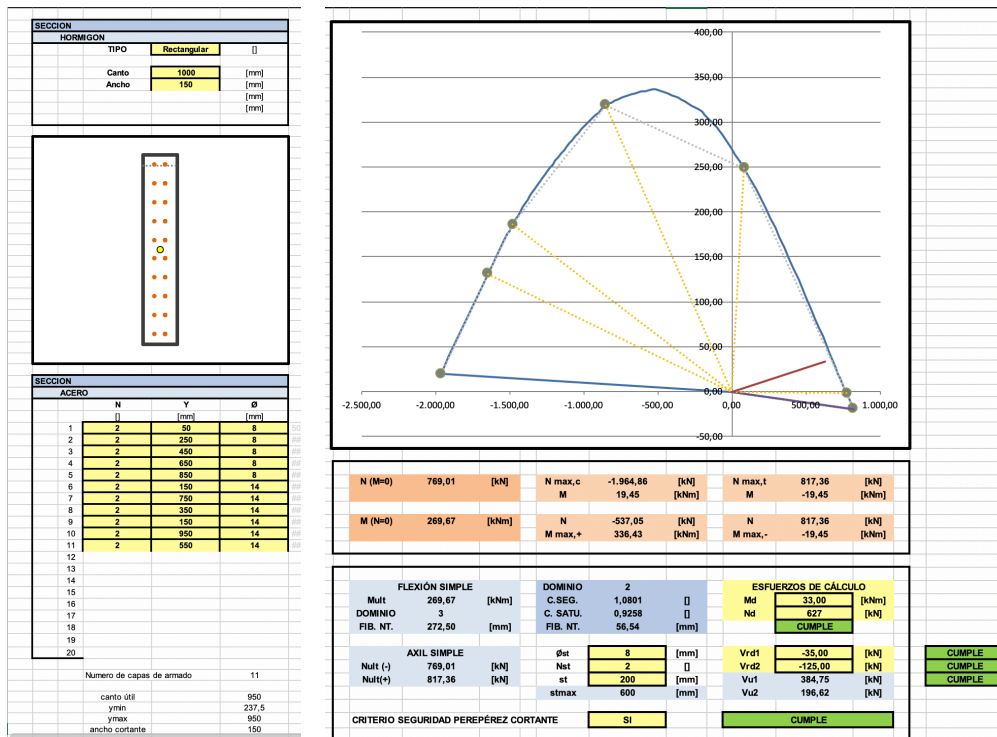 SECCION
HORMIGON
TIPO Rectangular []
Canto 1000 [mm]
Ancho 150 [mm]
[mm]
[mm]
SECCION
ACERO
N Y Ø
[] [mm] [mm]
1 2 50 8
2 2 250 8 ##
3 2 450 8 ##
4 2 650 8 ##
5 2 850 8 ##
6 2 150 14 ##
7 2 750 14 ##
8 2 350 14 ##
9 2 150 14 ##
10 2 950 14 ##
11 2 550 14 ##
12
13
14
15
16
17
18
19
20
Numero de capas de armado 11
canto útil 950
ymin 237,5
ymax 950
ancho cortante 150
400,00
350,00
300,00
250,00
200,00
150,00
100,00
50,00
0,00
-50,00
-2.500,00 -2.000,00 -1.500,00 -1.000,00 -500,00 0,00 500,00 1.000,00
N (M=0) 769,01 [kN] N max,c -1.964,86 [kN] N max,t 817,36 [kN]
M 19,45 [kNm] M -19,45 [kNm]
M (N=0) 269,67 [kNm] N -537,05 [kN] N 817,36 [kN]
M max,+ 336,43 [kNm] M max,- -19,45 [kNm]
FLEXIÓN SIMPLE DOMINIO 2 ESFUERZOS DE CÁLCULO
Mult 269,67 [kNm] C.SEG. 1,0801 [] Md 33,00 [kNm]
DOMINIO 3 C. SATU. 0,9258 [] Nd 627 [kN]
FIB. NT. 272,50 [mm] FIB. NT. 56,54 [mm] CUMPLE
AXIL SIMPLE Øst 8 [mm] Vrd1 -35,00 [kN] CUMPLE
Nult (-) 769,01 [kN] Nst 2 [] Vrd2 -125,00 [kN] CUMPLE
Nult(+) 817,36 [kN] st 200 [mm] Vu1 384,75 [kN] CUMPLE
stmax 600 [mm] Vu2 196,62 [kN]
CRITERIO SEGURIDAD PEREPÉREZ CORTANTE SI CUMPLE